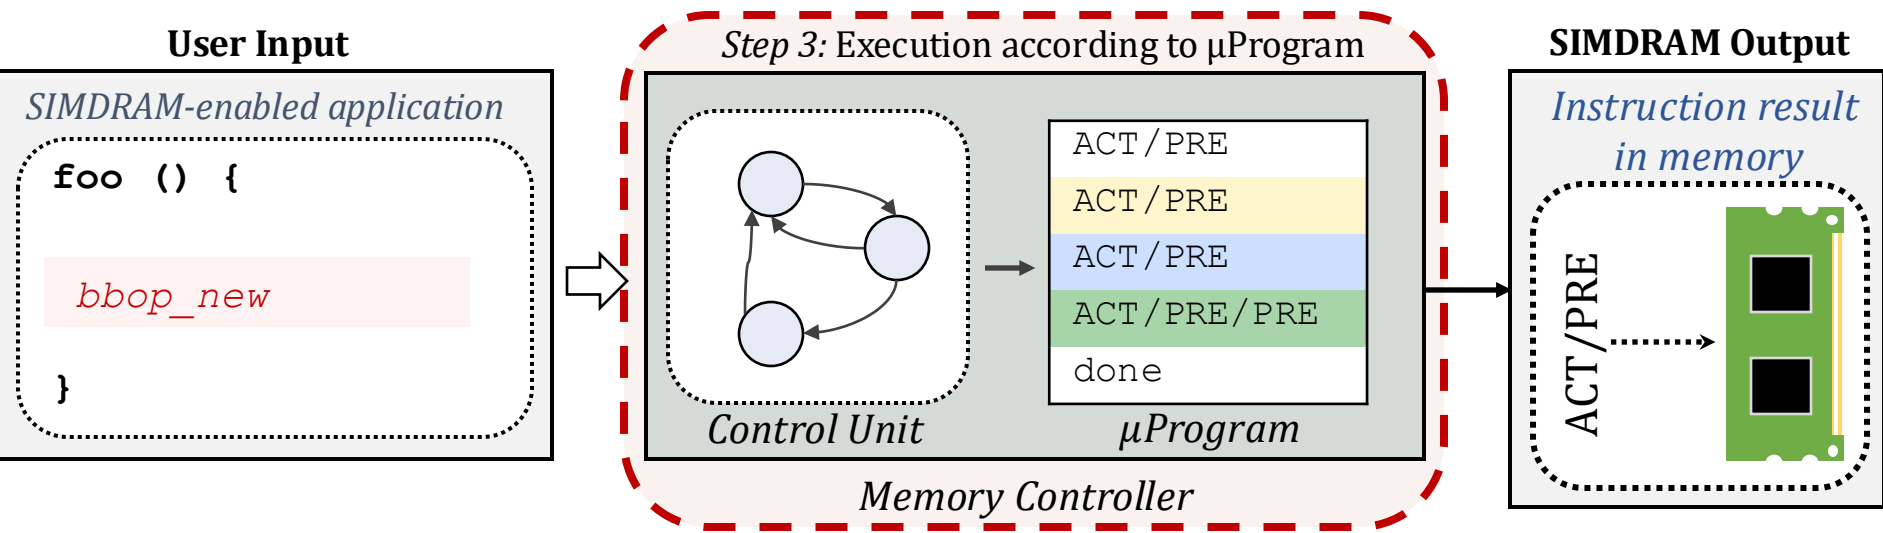 User Input
SIMDRAM-enabled application
foo () {
bbop_new
}
Step 3: Execution according to μProgram
Control Unit
ACT/PRE
ACT/PRE
ACT/PRE
ACT/PRE/PRE
done
μProgram
Memory Controller
SIMDRAM Output
Instruction result
in memory
ACT/PRE